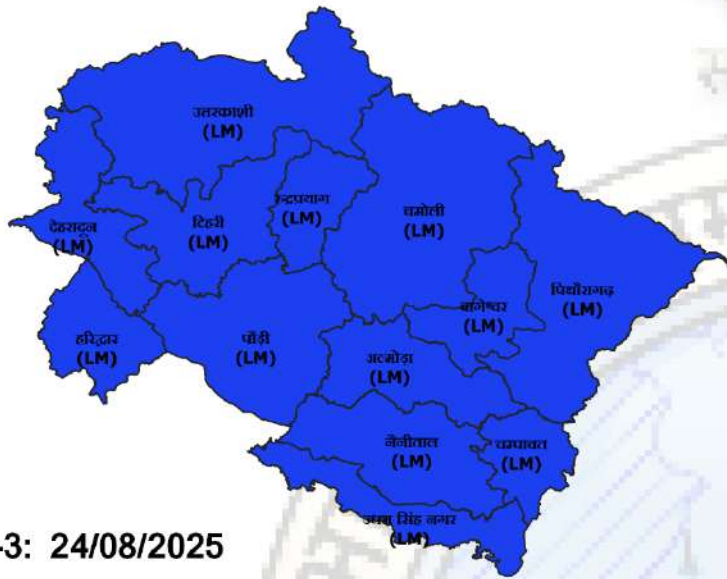 उत्तरकाशी
(LM)
देहरादून
(LM)
टिहरी
(LM)
रुद्रप्रयाग
(LM)
चमोली
(LM)
बागेश्वर
(LM)
पिथौरागढ़
(LM)
हरिद्वार
(LM)
पौड़ी
(LM)
अल्मोड़ा
(LM)
नैनीताल
(LM)
चम्पावत
(LM)
सिंह नगर
(LM)
-3: 24/08/2025